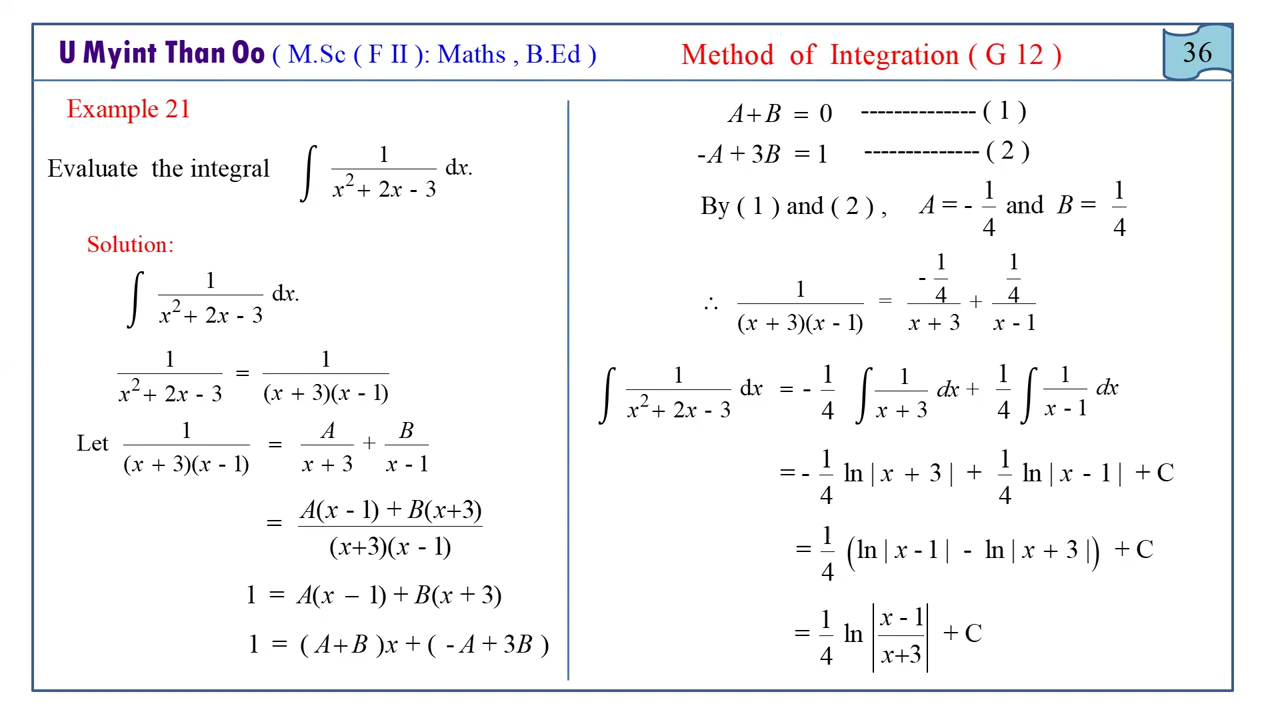 U Myint Than Oo ( M.Sc ( F II ): Maths , B.Ed )
Method of Integration ( G 12 )
36
Example 21
Evaluate the integral ∫ 1/(x² + 2x - 3) dx.
Solution:
∫ 1/(x² + 2x - 3) dx.
1/(x² + 2x - 3) = 1/((x + 3)(x - 1))
Let 1/((x + 3)(x - 1)) = A/(x + 3) + B/(x - 1)
= (A(x - 1) + B(x+3))/((x+3)(x - 1))
1 = A(x − 1) + B(x + 3)
1 = ( A+B )x + ( -A + 3B )
A+B = 0 -------------- ( 1 )
-A + 3B = 1 -------------- ( 2 )
By ( 1 ) and ( 2 ) , A = - 1/4 and B = 1/4
∴ 1/((x + 3)(x - 1)) = (- 1/4)/(x + 3) + (1/4)/(x - 1)
∫ 1/(x² + 2x - 3) dx = - 1/4 ∫ 1/(x + 3) dx + 1/4 ∫ 1/(x - 1) dx
= - 1/4 ln | x + 3 | + 1/4 ln | x - 1 | + C
= 1/4 (ln | x - 1 | - ln | x + 3 |) + C
= 1/4 ln |(x - 1)/(x+3)| + C